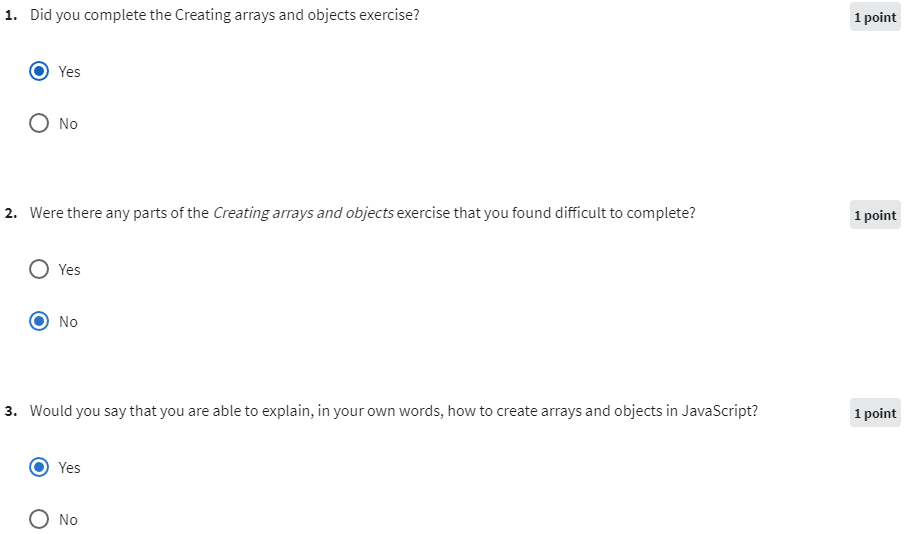 1. Did you complete the Creating arrays and objects exercise? 1 point
Yes
No
2. Were there any parts of the Creating arrays and objects exercise that you found difficult to complete? 1 point
Yes
No
3. Would you say that you are able to explain, in your own words, how to create arrays and objects in JavaScript? 1 point
Yes
No